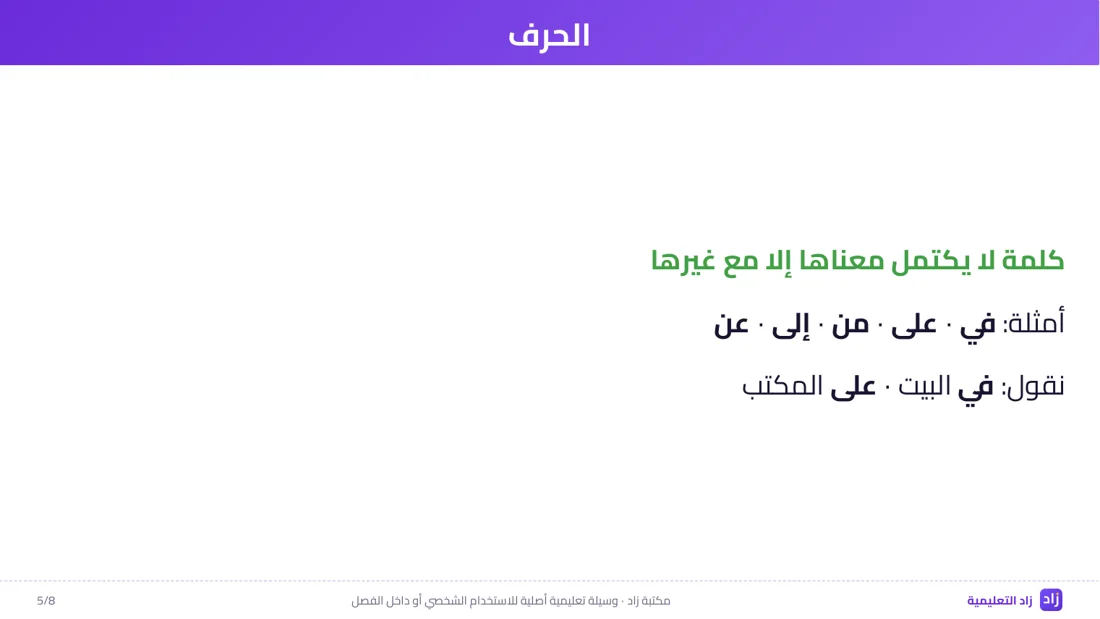 الحرف
كلمة لا يكتمل معناها إلا مع غيرها
أمثلة: في · على · من · إلى · عن
نقول: في البيت · على المكتب
زاد زاد التعليمية
مكتبة زاد · وسيلة تعليمية أصلية للاستخدام الشخصي أو داخل الفصل
5/8